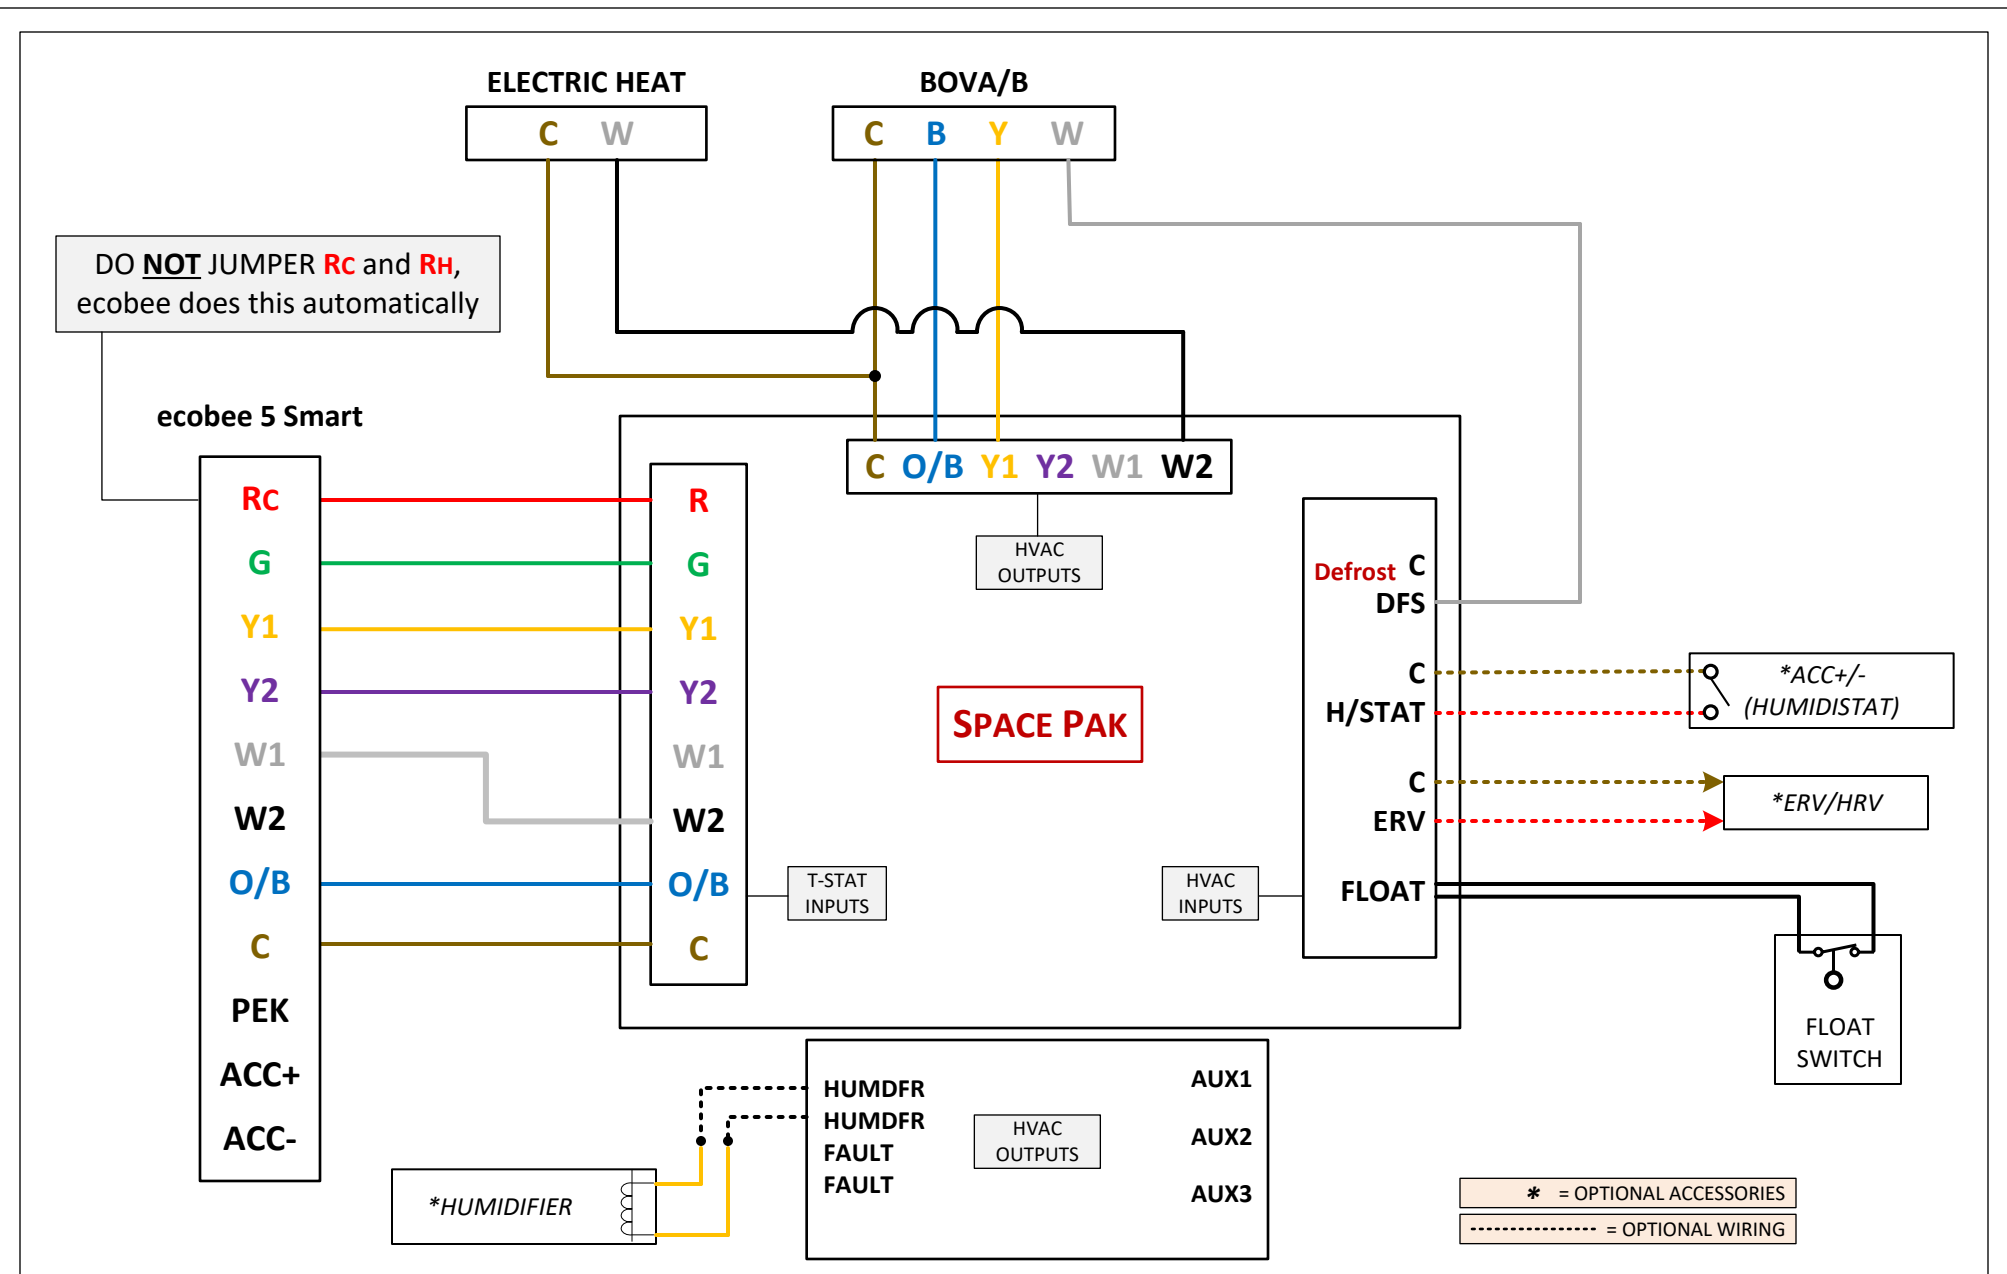 ELECTRIC HEAT
C W
BOVA/B
C B Y W
DO NOT JUMPER RC and RH,
ecobee does this automatically
ecobee 5 Smart
RC
G
Y1
Y2
W1
W2
O/B
C
PEK
ACC+
ACC-
R
G
Y1
Y2
W1
W2
O/B
C
T-STAT
INPUTS
C O/B Y1 Y2 W1 W2
HVAC
OUTPUTS
SPACE PAK
HVAC
INPUTS
C
Defrost
DFS
C
H/STAT
C
ERV
FLOAT
*ACC+/-
(HUMIDISTAT)
*ERV/HRV
FLOAT
SWITCH
HUMDFR
HUMDFR
FAULT
FAULT
HVAC
OUTPUTS
AUX1
AUX2
AUX3
*HUMIDIFIER
* = OPTIONAL ACCESSORIES
= OPTIONAL WIRING